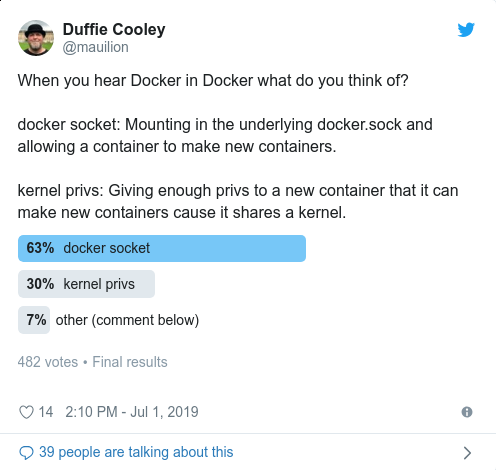 Duffie Cooley
@mauilion
When you hear Docker in Docker what do you think of?
docker socket: Mounting in the underlying docker.sock and
allowing a container to make new containers.
kernel privs: Giving enough privs to a new container that it can
make new containers cause it shares a kernel.
63% docker socket
30% kernel privs
7% other (comment below)
482 votes • Final results
14 2:10 PM - Jul 1, 2019
39 people are talking about this